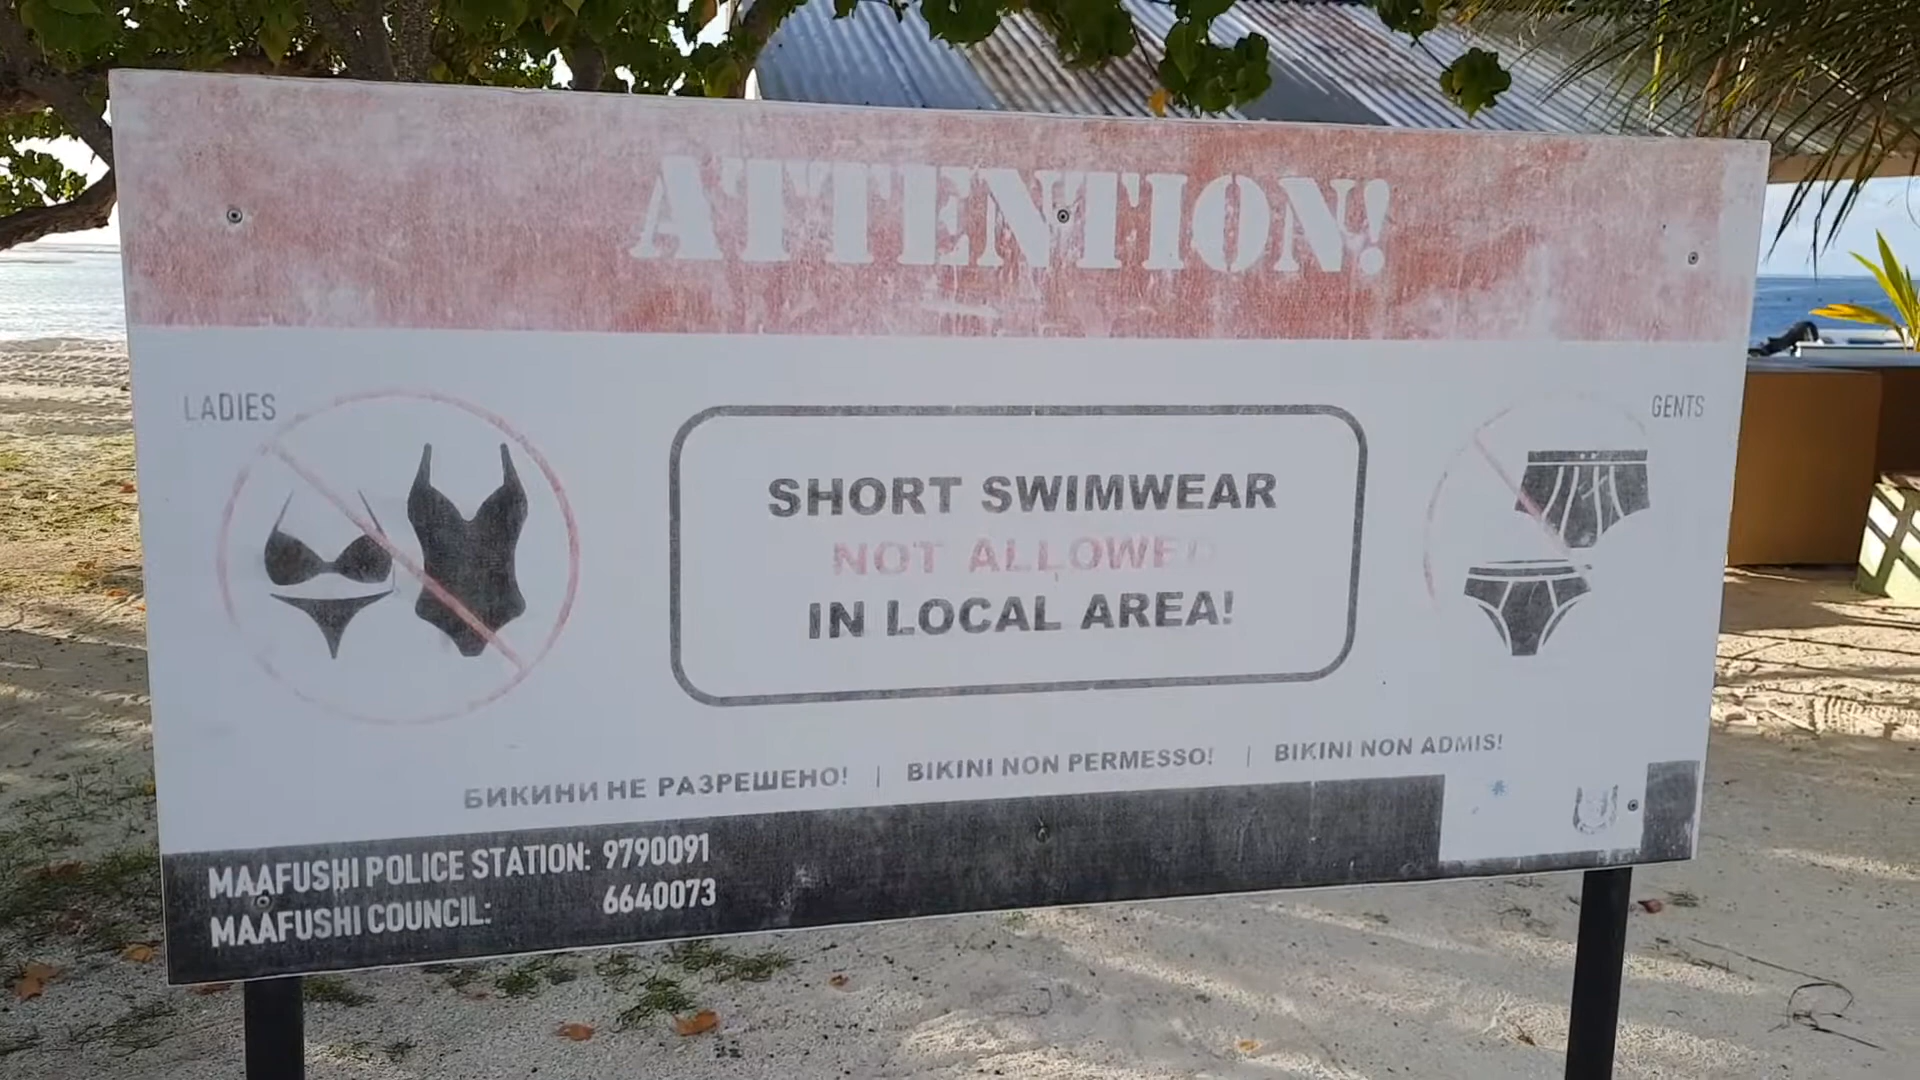 ATTENTION!
LADIES
GENTS
SHORT SWIMWEAR
NOT ALLOWED
IN LOCAL AREA!
БИКИНИ НЕ РАЗРЕШЕНО! | BIKINI NON PERMESSO! | BIKINI NON ADMIS!
MAAFUSHI POLICE STATION: 9790091
MAAFUSHI COUNCIL: 6640073